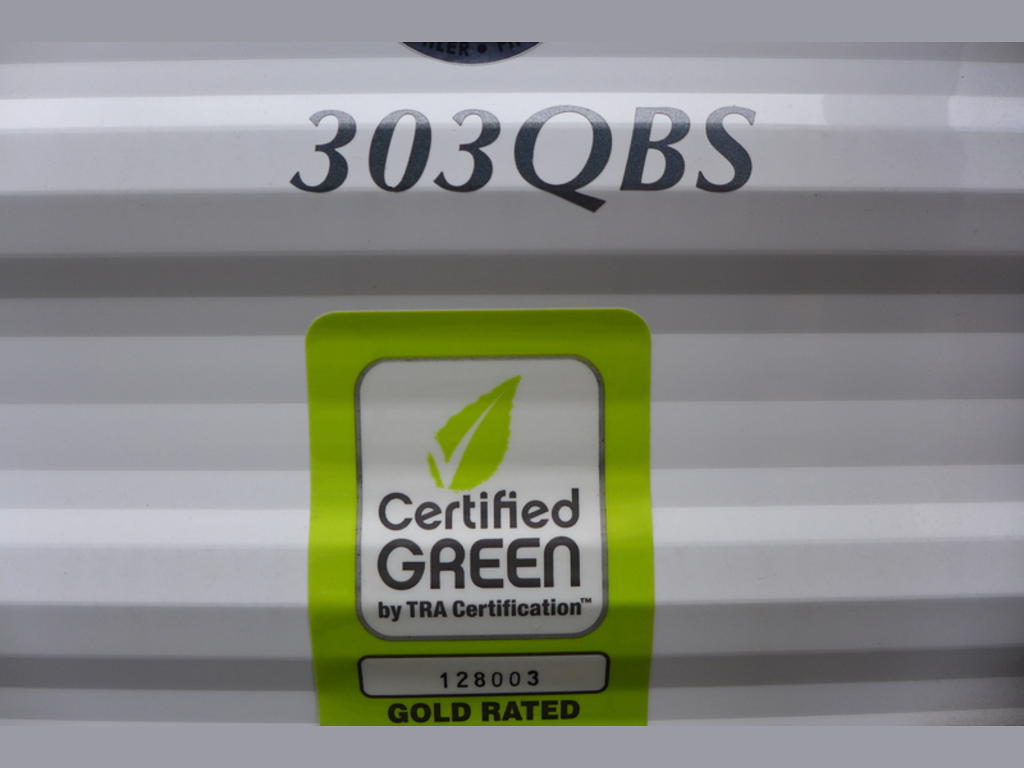 303QBS
Certified
GREEN
by TRA Certification™
128003
GOLD RATED